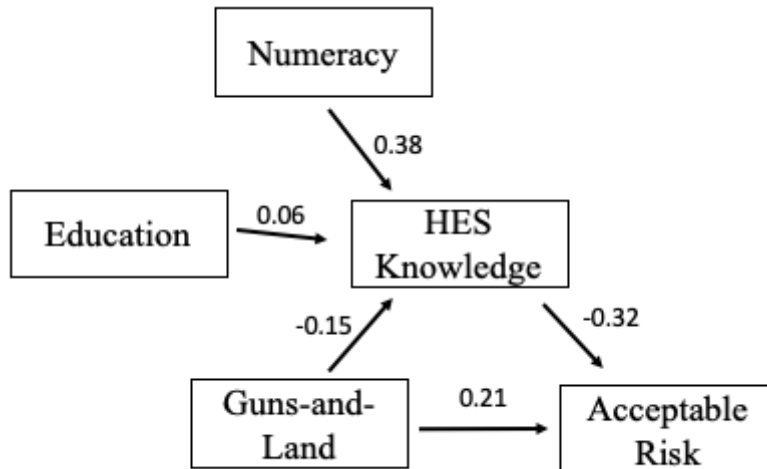 Numeracy
0.38
Education
0.06
HES
Knowledge
-0.15
-0.32
Guns-and-
Land
0.21
Acceptable
Risk